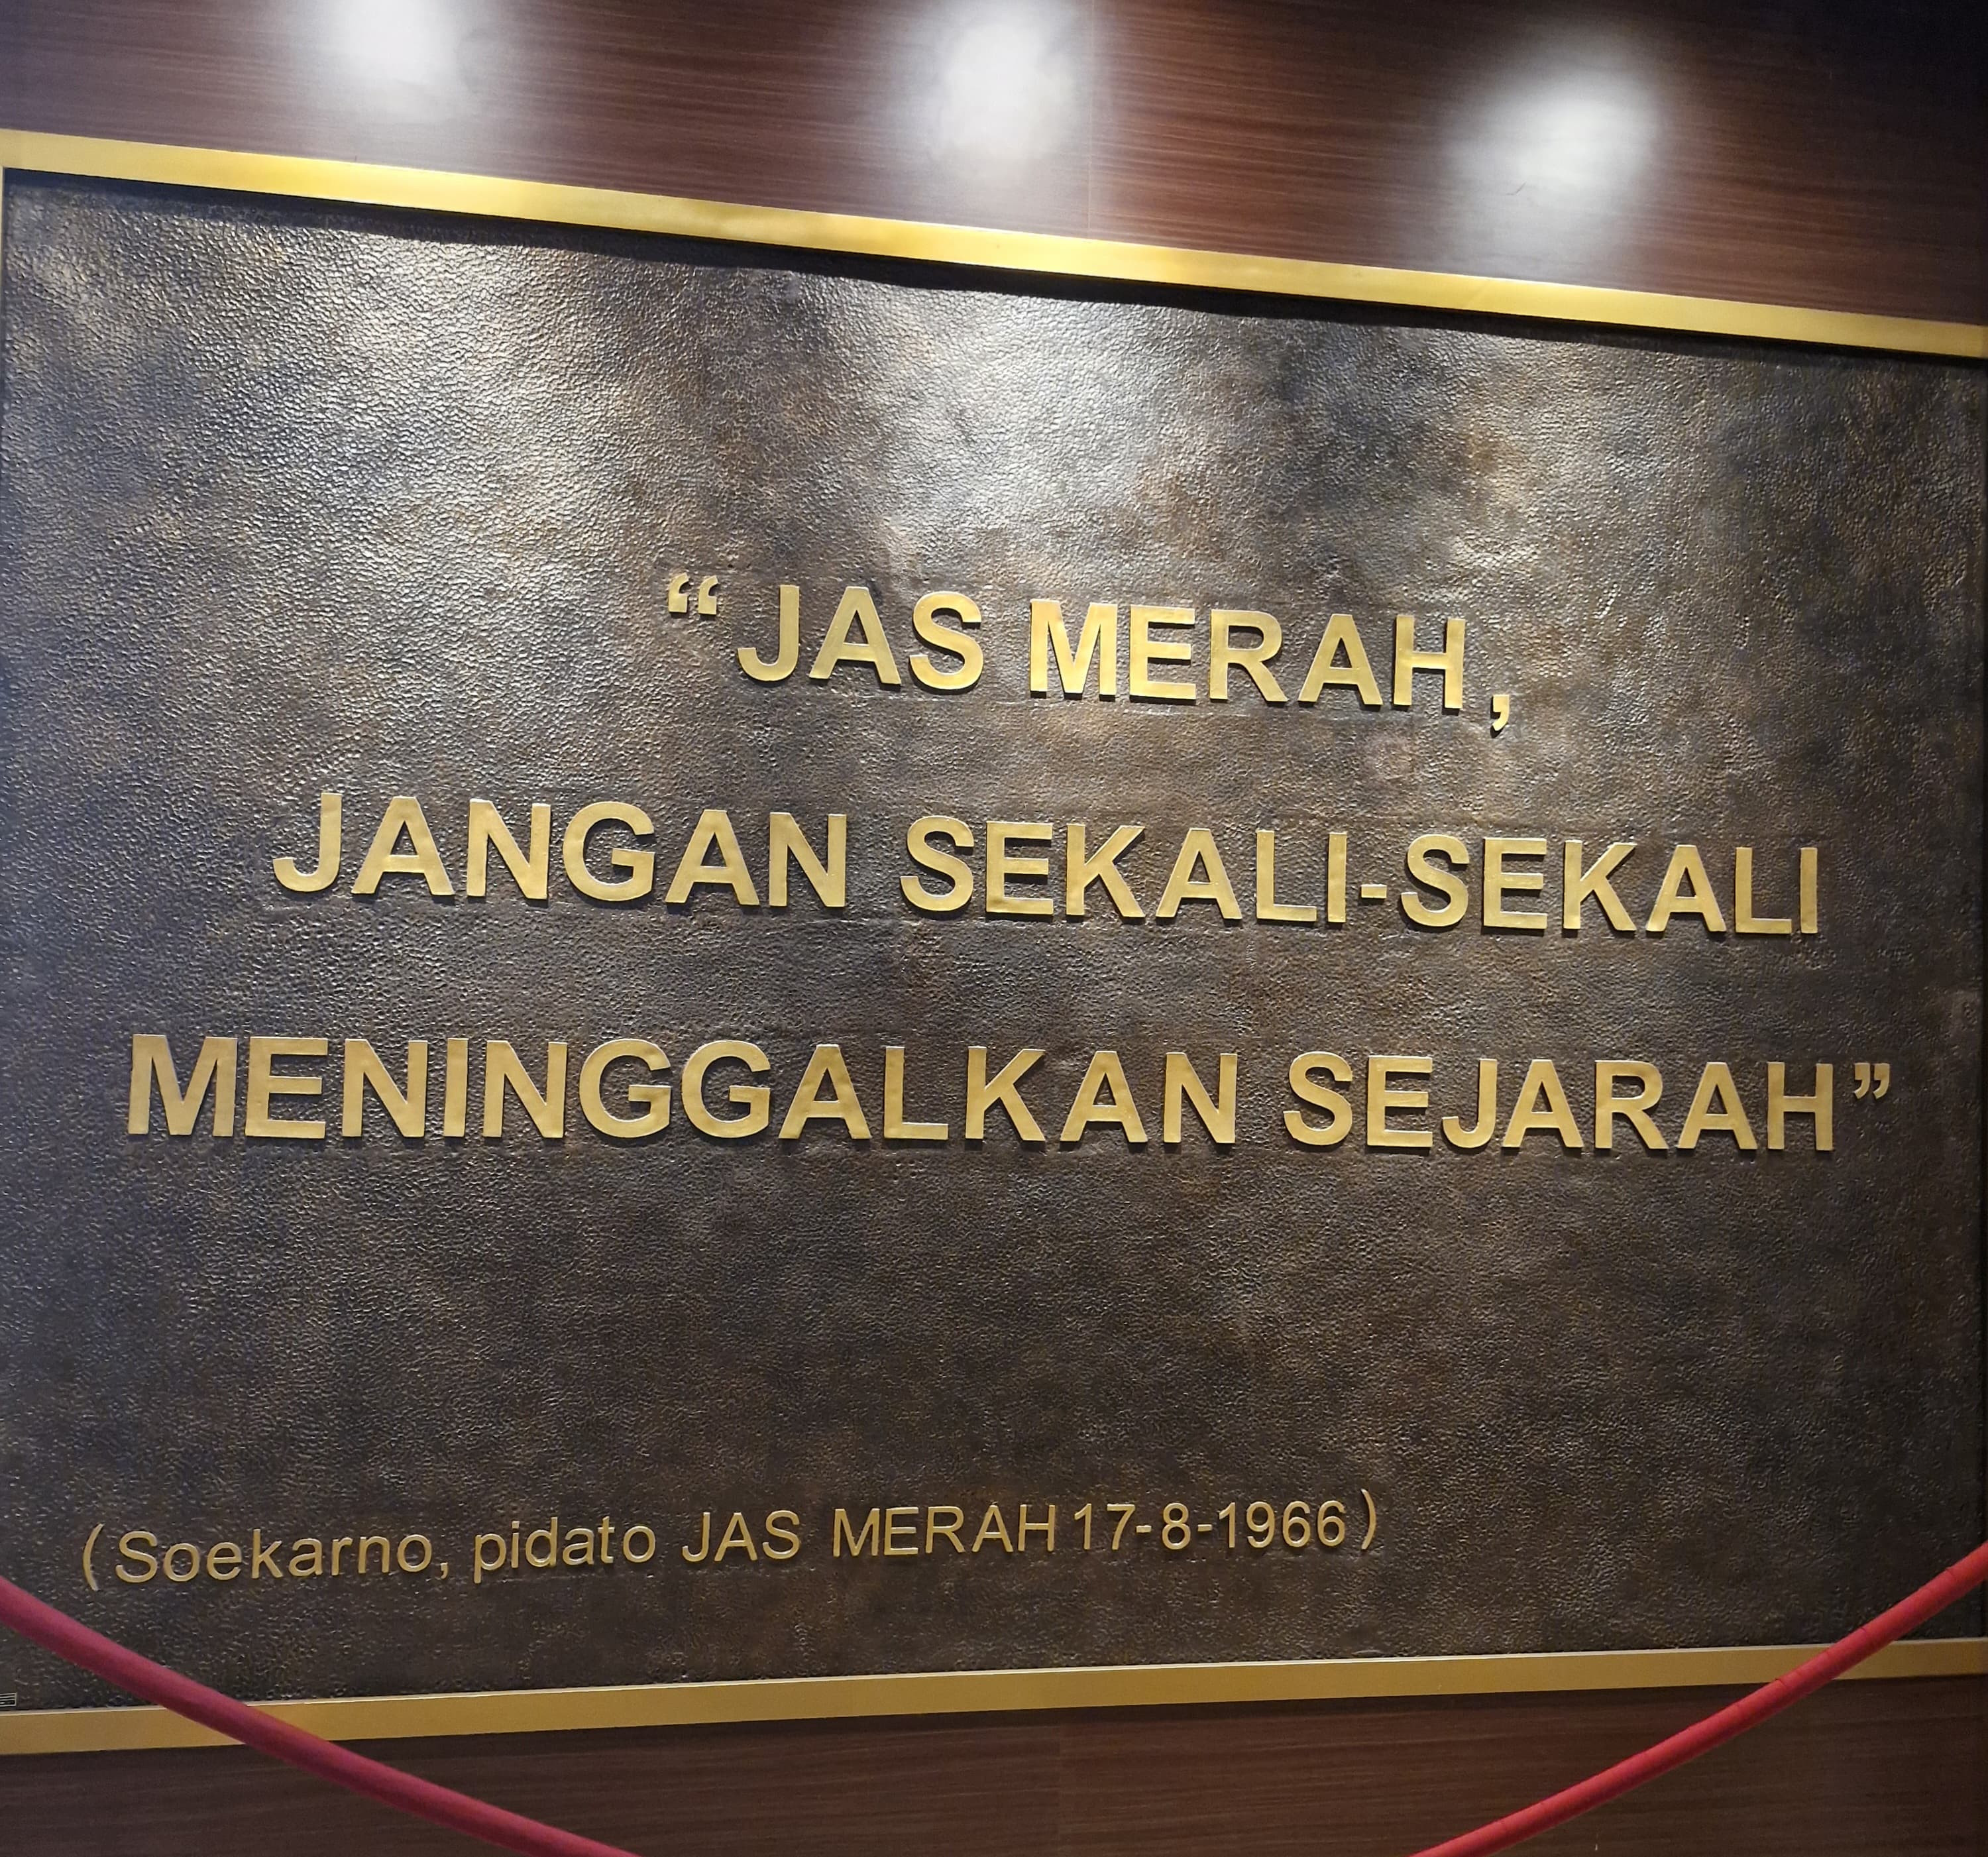 “JAS MERAH,
JANGAN SEKALI-SEKALI
MENINGGALKAN SEJARAH”
(Soekarno, pidato JAS MERAH 17-8-1966)